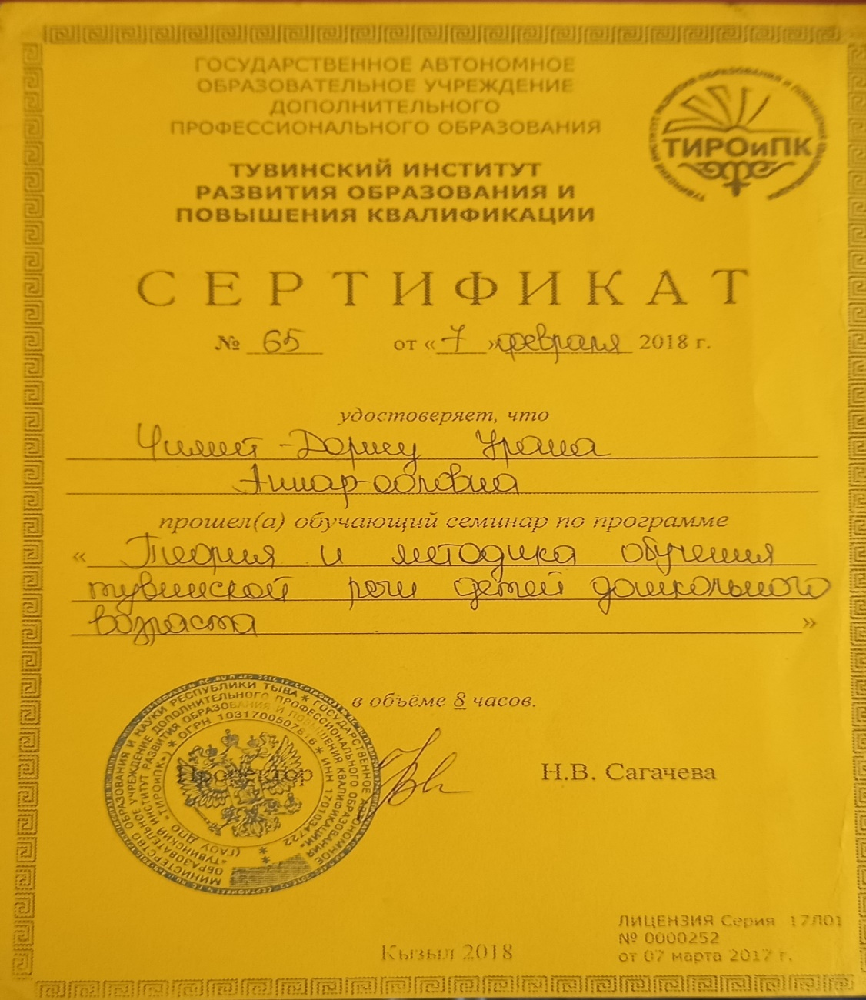 ГОСУДАРСТВЕННОЕ АВТОНОМНОЕ
ОБРАЗОВАТЕЛЬНОЕ УЧРЕЖДЕНИЕ
ДОПОЛНИТЕЛЬНОГО
ПРОФЕССИОНАЛЬНОГО ОБРАЗОВАНИЯ
ТИРОиПК
ТУВИНСКИЙ ИНСТИТУТ
РАЗВИТИЯ ОБРАЗОВАНИЯ И
ПОВЫШЕНИЯ КВАЛИФИКАЦИИ
СЕРТИФИКАТ
№ 65 от «7» февраля 2018 г.
удостоверяет, что
Чимит-Доржу Урана
прошел(а) обучающий семинар по программе
« Теория и методика обучения
тувинской речи детей дошкольного
возраста »
в объёме 8 часов.
Проректор Н.В. Сагачева
МИНИСТЕРСТВО ОБРАЗОВАНИЯ И НАУКИ РЕСПУБЛИКИ ТЫВА * ГОСУДАРСТВЕННОЕ АВТОНОМНОЕ
ОБРАЗОВАТЕЛЬНОЕ УЧРЕЖДЕНИЕ ДОПОЛНИТЕЛЬНОГО ПРОФЕССИОНАЛЬНОГО ОБРАЗОВАНИЯ
"ТУВИНСКИЙ ИНСТИТУТ РАЗВИТИЯ ОБРАЗОВАНИЯ И ПОВЫШЕНИЯ КВАЛИФИКАЦИИ"
(ГАОУ ДПО "ТИРОиПК") * ОГРН * ИНН 1701034722
ЛИЦЕНЗИЯ Серия 17Л01
№ 0000252
от 07 марта 2017 г.
Кызыл 2018